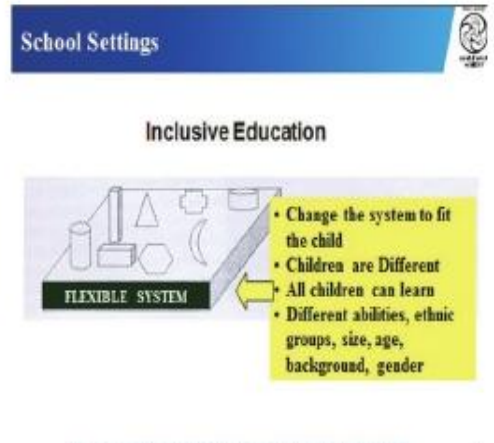 School Settings
Inclusive Education
• Change the system to fit
the child
• Children are Different
• All children can learn
• Different abilities, ethnic
groups, size, age,
background, gender
FLEXIBLE SYSTEM